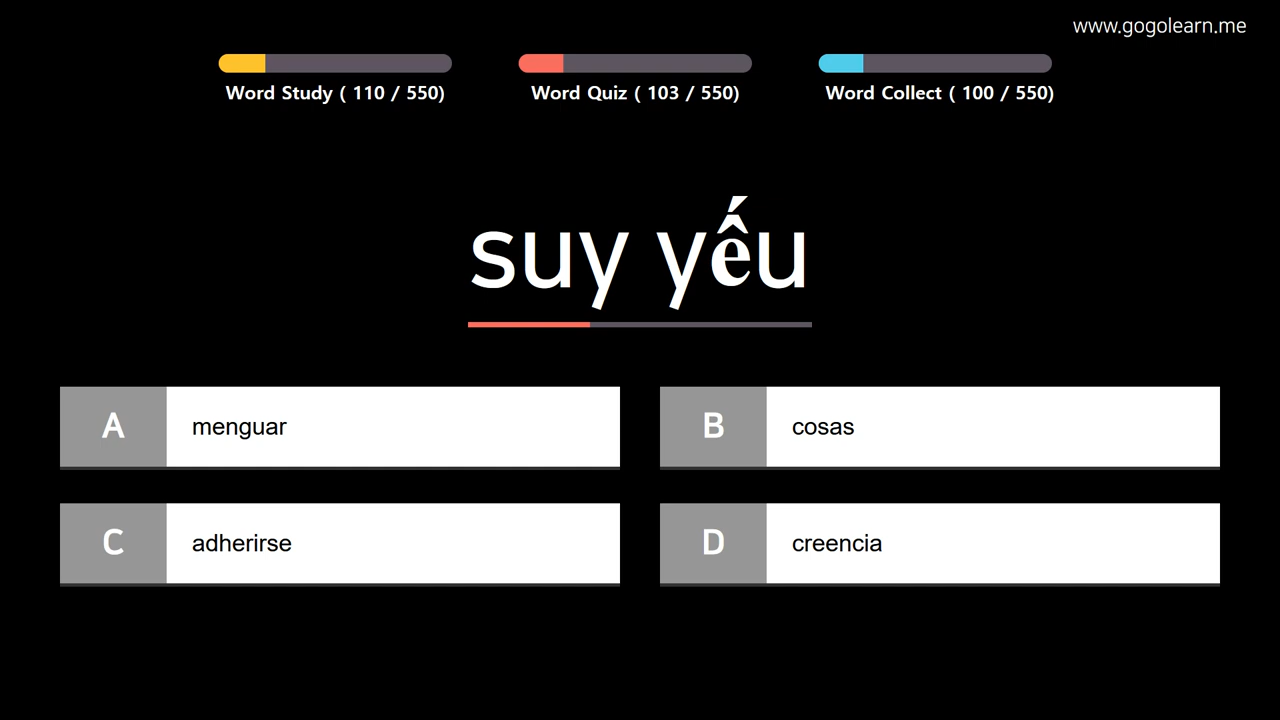 www.gogolearn.me
Word Study ( 110 / 550)
Word Quiz ( 103 / 550)
Word Collect ( 100 / 550)
suy yếu
A
menguar
B
cosas
C
adherirse
D
creencia